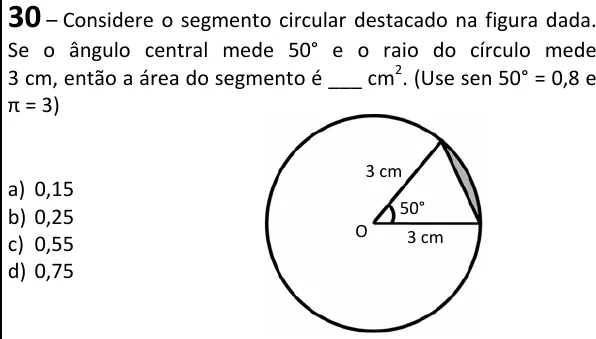 30 – Considere o segmento circular destacado na figura dada.
Se o ângulo central mede 50° e o raio do círculo mede
3 cm, então a área do segmento é ___ cm². (Use sen 50° = 0,8 e
π = 3)
a) 0,15
b) 0,25
c) 0,55
d) 0,75
3 cm
50°
O
3 cm